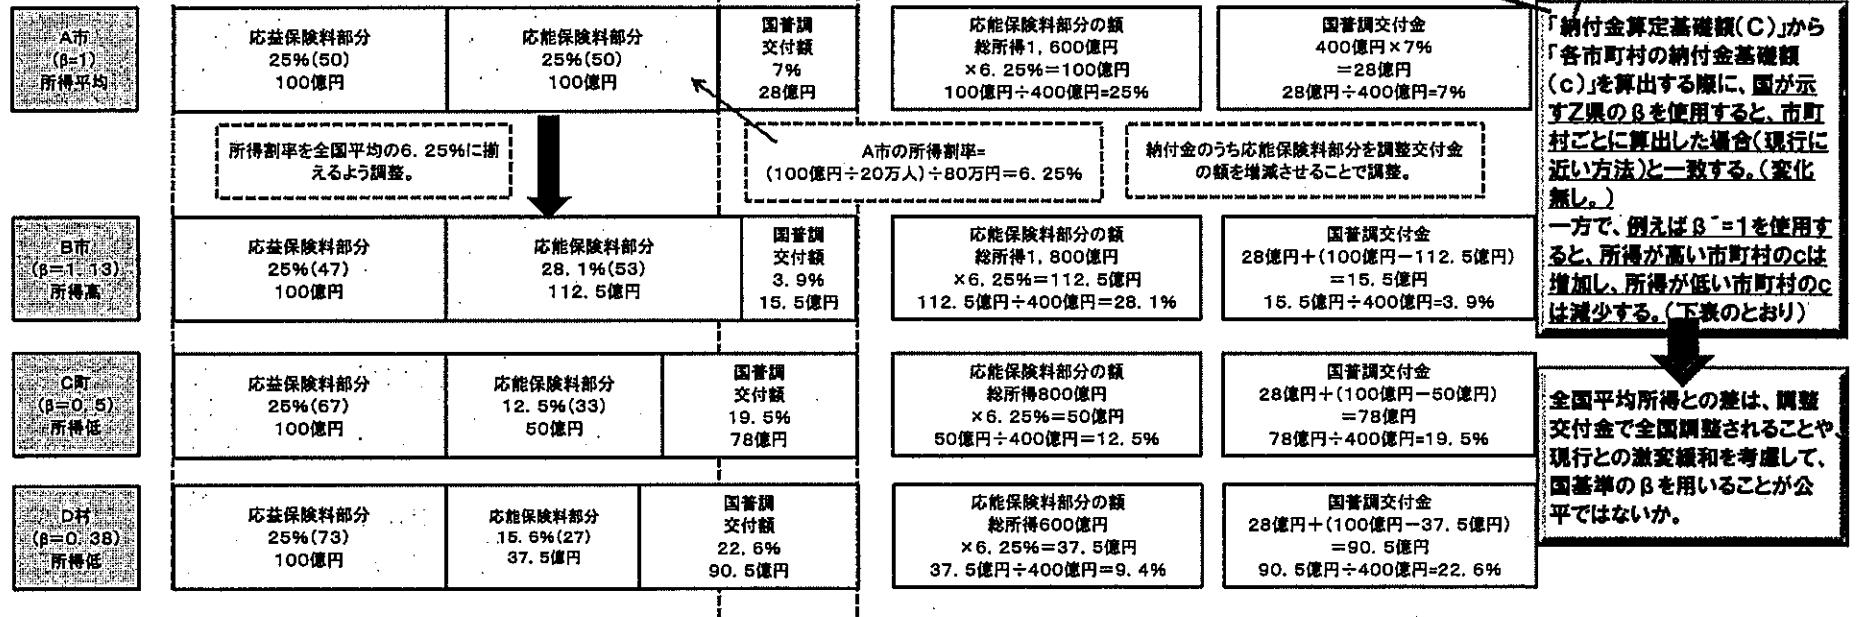 A市
(β=1)
所得平均
応益保険料部分
25%(50)
100億円
応能保険料部分
25%(50)
100億円
国普調
交付額
7%
28億円
応能保険料部分の額
総所得1,600億円
×6.25%=100億円
100億円÷400億円=25%
国普調交付金
400億円×7%
=28億円
28億円÷400億円=7%
所得割率を全国平均の6.25%に揃
えるよう調整。
A市の所得割率=
(100億円÷20万人)÷80万円=6.25%
納付金のうち応能保険料部分を調整交付金
の額を増減させることで調整。
B市
(β=1.13)
所得高
応益保険料部分
25%(47)
100億円
応能保険料部分
28.1%(53)
112.5億円
国普調
交付額
3.9%
15.5億円
応能保険料部分の額
総所得1,800億円
×6.25%=112.5億円
112.5億円÷400億円=28.1%
国普調交付金
28億円+(100億円-112.5億円)
=15.5億円
15.5億円÷400億円=3.9%
C町
(β=0.5)
所得低
応益保険料部分
25%(67)
100億円
応能保険料部分
12.5%(33)
50億円
国普調
交付額
19.5%
78億円
応能保険料部分の額
総所得800億円
×6.25%=50億円
50億円÷400億円=12.5%
国普調交付金
28億円+(100億円-50億円)
=78億円
78億円÷400億円=19.5%
D村
(β=0.38)
所得低
応益保険料部分
25%(73)
100億円
応能保険料部分
15.6%(27)
37.5億円
国普調
交付額
22.6%
90.5億円
応能保険料部分の額
総所得600億円
×6.25%=37.5億円
37.5億円÷400億円=9.4%
国普調交付金
28億円+(100億円-37.5億円)
=90.5億円
90.5億円÷400億円=22.6%
「納付金算定基礎額(C)」から
「各市町村の納付金基礎額
(c)」を算出する際に、国が示
すZ県のβを使用すると、市町
村ごとに算出した場合(現行に
近い方法)と一致する。(変化
無し。)
一方で、例えばβ´=1を使用す
ると、所得が高い市町村のcは
増加し、所得が低い市町村のc
は減少する。(下表のとおり)
全国平均所得との差は、調整
交付金で全国調整されることや、
現行との激変緩和を考慮して、
国基準のβを用いることが公
平ではないか。